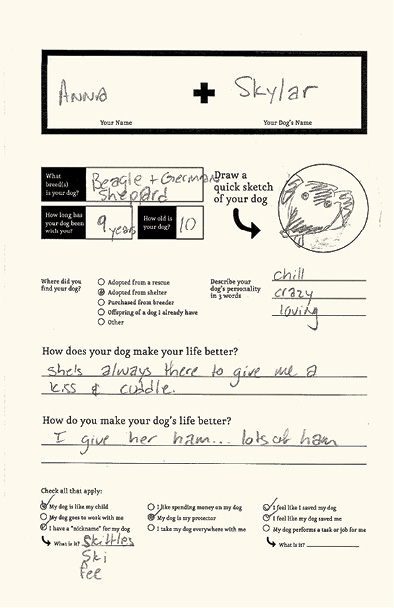 Anna
+
Skylar
Your Name
Your Dog's Name
What breed(s) is your dog?
Beagle + German
Sheppard
How long has your dog been with you?
9 years
How old is your dog?
10
Draw a
quick sketch
of your dog
Where did you
find your dog?
Adopted from a rescue
Adopted from shelter
Purchased from breeder
Offspring of a dog I already have
Other
Describe your
dog's personality
in 3 words
chill
crazy
loving
How does your dog make your life better?
she's always there to give me a
kiss & cuddle.
How do you make your dog's life better?
I give her ham... lots of ham
Check all that apply:
My dog is like my child
My dog goes to work with me
I have a "nickname" for my dog
What is it? Skittles
Ski
Fee
I like spending money on my dog
My dog is my protector
I take my dog everywhere with me
I feel like I saved my dog
I feel like my dog saved me
My dog performs a task or job for me
What is it?